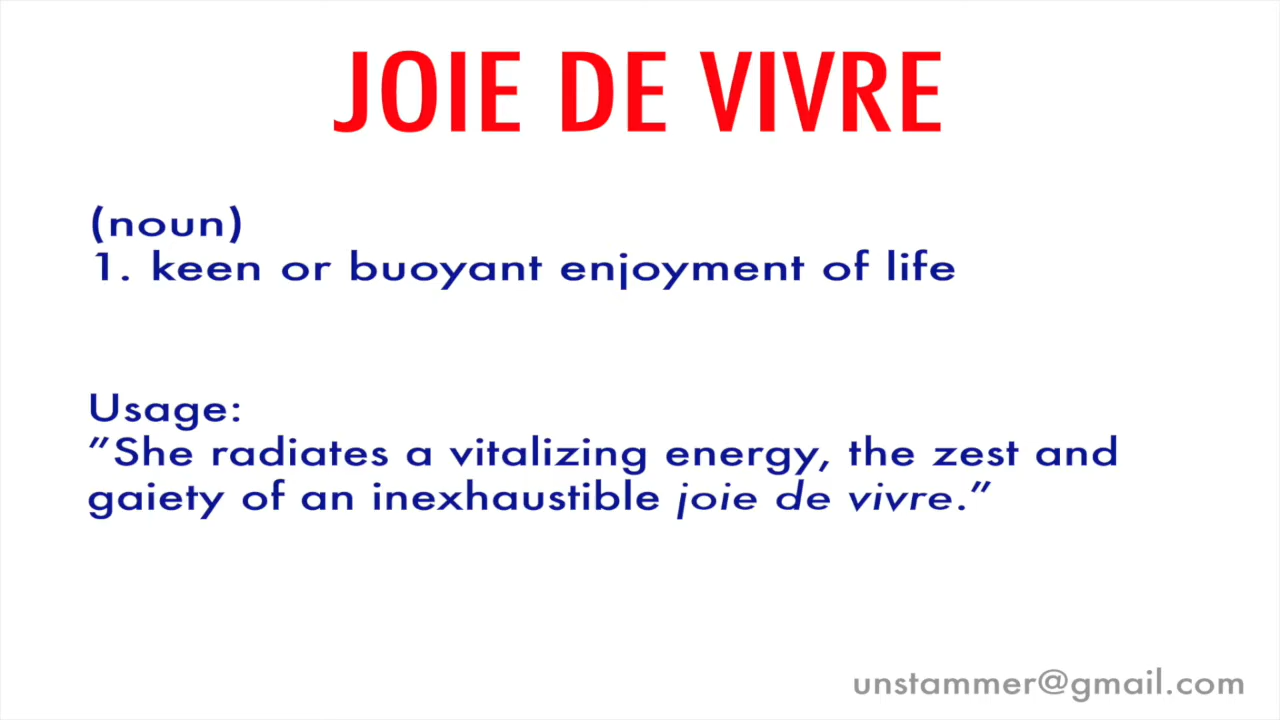 JOIE DE VIVRE
(noun)
1. keen or buoyant enjoyment of life
Usage:
”She radiates a vitalizing energy, the zest and
gaiety of an inexhaustible joie de vivre.”
unstammer@gmail.com